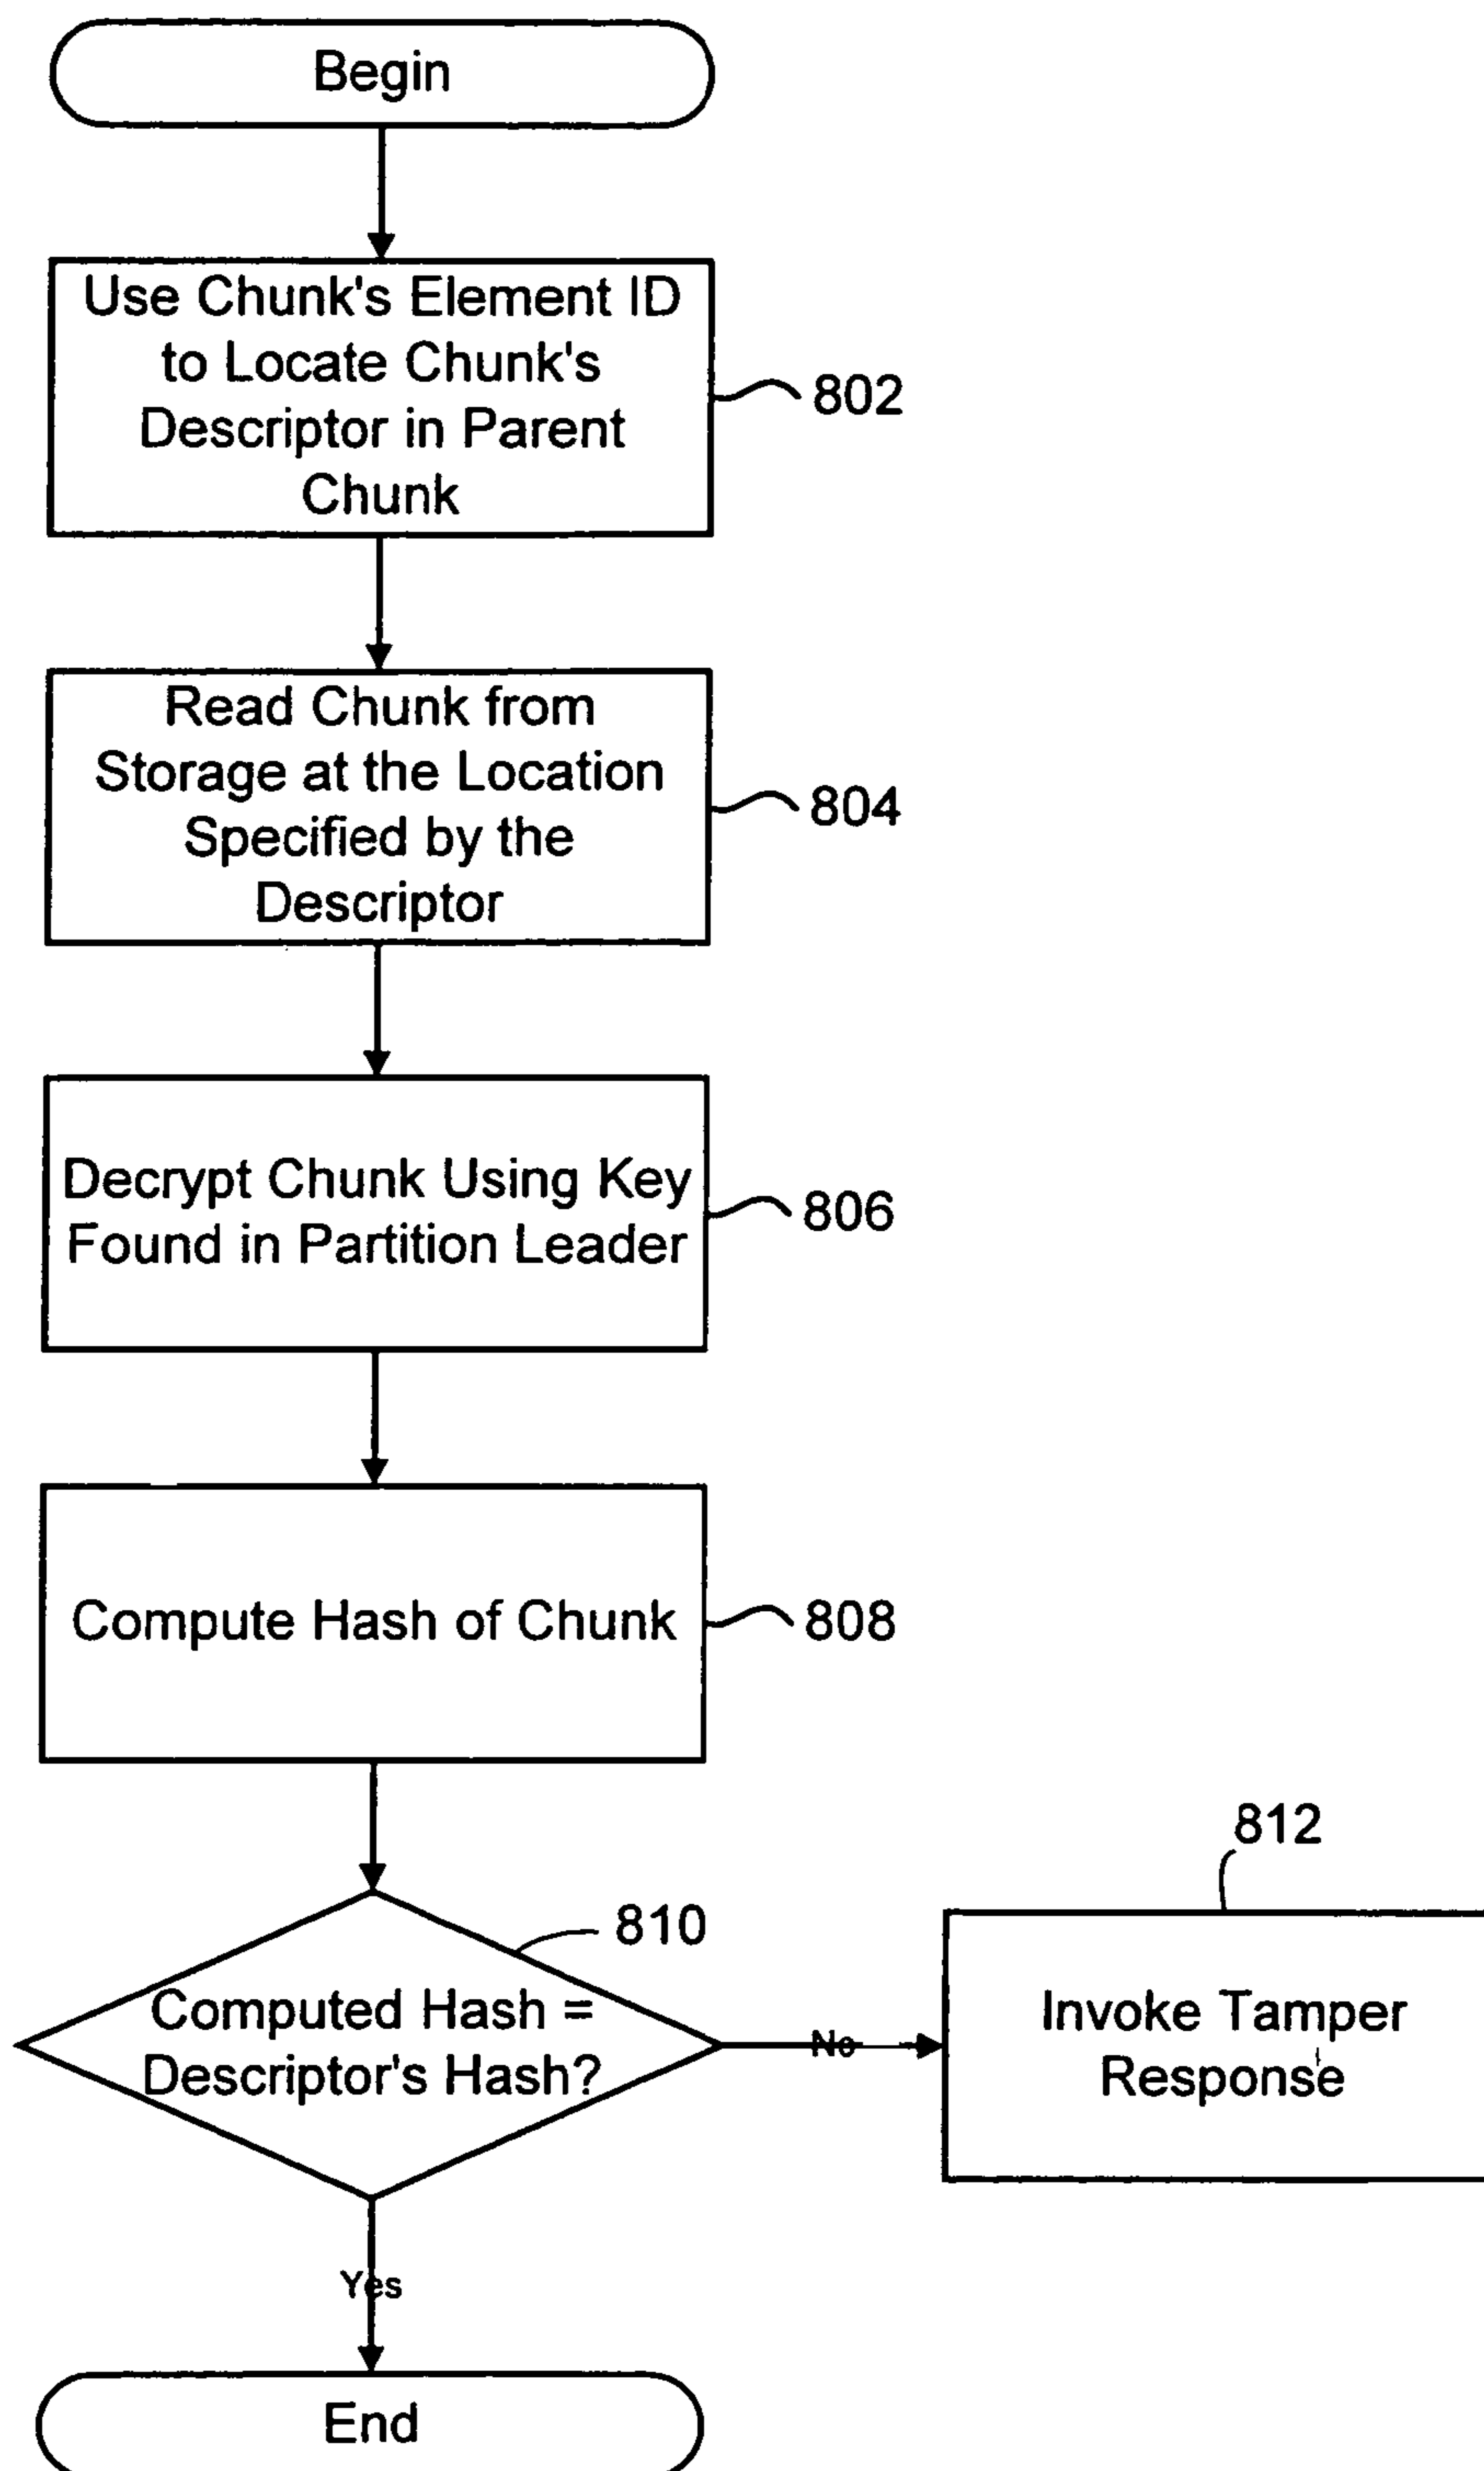 Begin
Use Chunk's Element ID
to Locate Chunk's
Descriptor in Parent
Chunk
802
Read Chunk from
Storage at the Location
Specified by the
Descriptor
804
Decrypt Chunk Using Key
Found in Partition Leader
806
Compute Hash of Chunk
808
812
810
Computed Hash =
Descriptor's Hash?
No
Invoke Tamper
Response
Yes
End